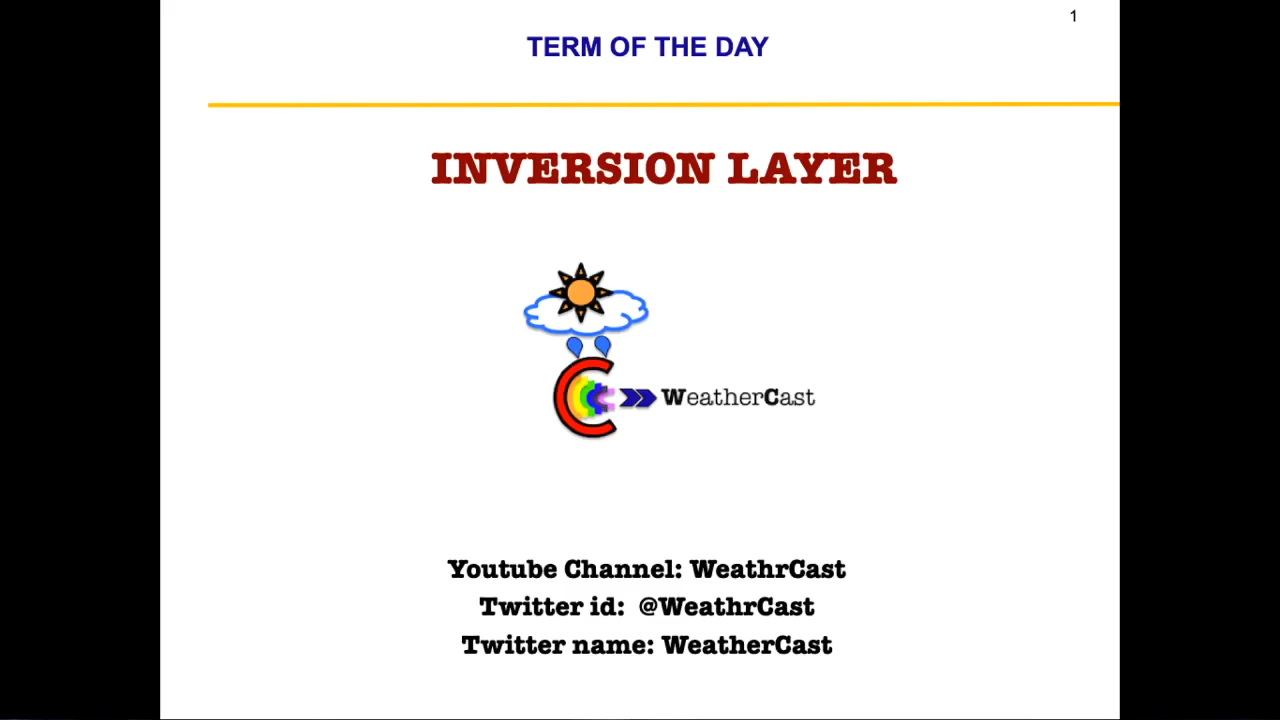 1
TERM OF THE DAY
INVERSION LAYER
WeatherCast
Youtube Channel: WeathrCast
Twitter id: @WeathrCast
Twitter name: WeatherCast